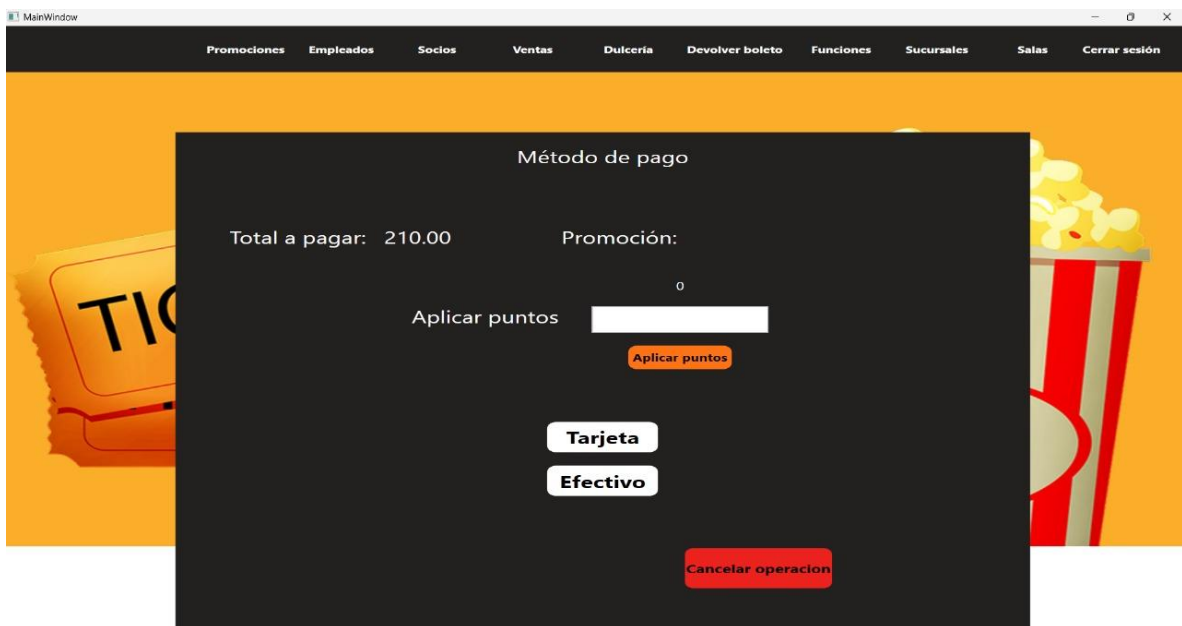 MainWindow
Promociones Empleados Socios Ventas Dulcería Devolver boleto Funciones Sucursales Salas Cerrar sesión
Método de pago
Total a pagar: 210.00 Promoción:
0
Aplicar puntos
Aplicar puntos
TIC
Tarjeta
Efectivo
Cancelar operacion